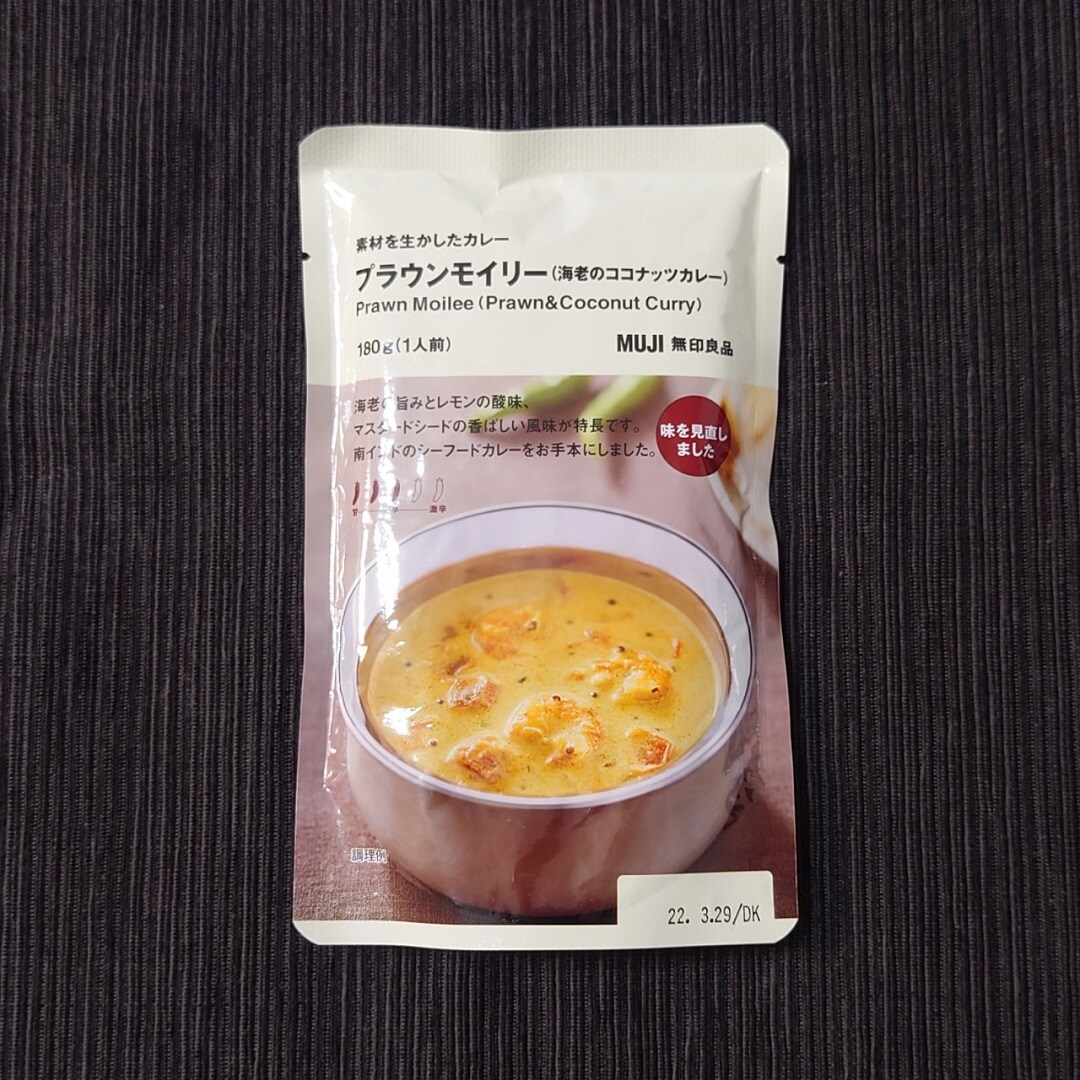 素材を生かしたカレー
プラウンモイリー(海老のココナッツカレー)
Prawn Moilee (Prawn&Coconut Curry)
180g(1人前)
MUJI 無印良品
海老の旨みとレモンの酸味、
マスタードシードの香ばしい風味が特長です。
南インドのシーフードカレーをお手本にしました。
味を見直し
ました
甘 激辛
調理例
22. 3.29/DK